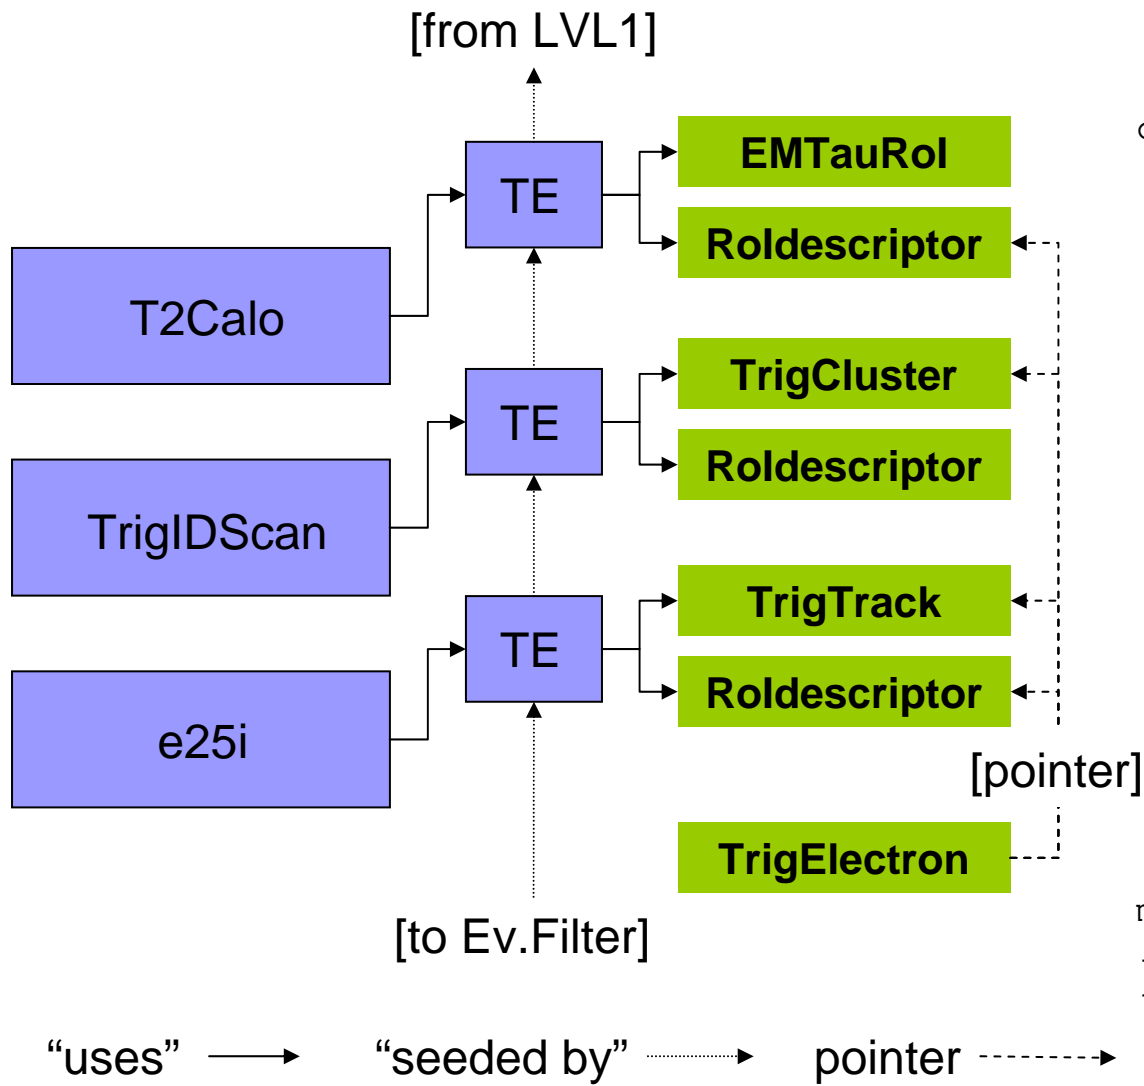 [from LVL1]
TE
EMTauRoI
RoIdescriptor
T2Calo
TE
TrigCluster
RoIdescriptor
TrigIDScan
TE
TrigTrack
RoIdescriptor
e25i
[pointer]
TrigElectron
[to Ev.Filter]
“uses” “seeded by” pointer